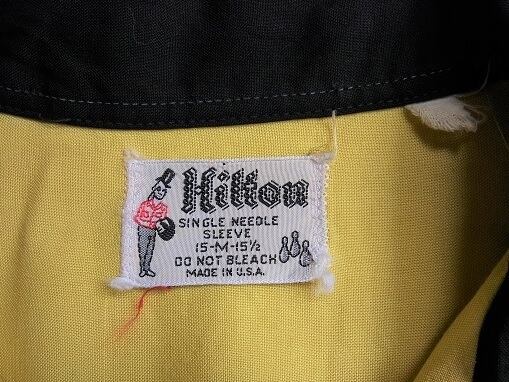 Hilton
SINGLE NEEDLE
SLEEVE
15-M-15½
DO NOT BLEACH
MADE IN U.S.A.